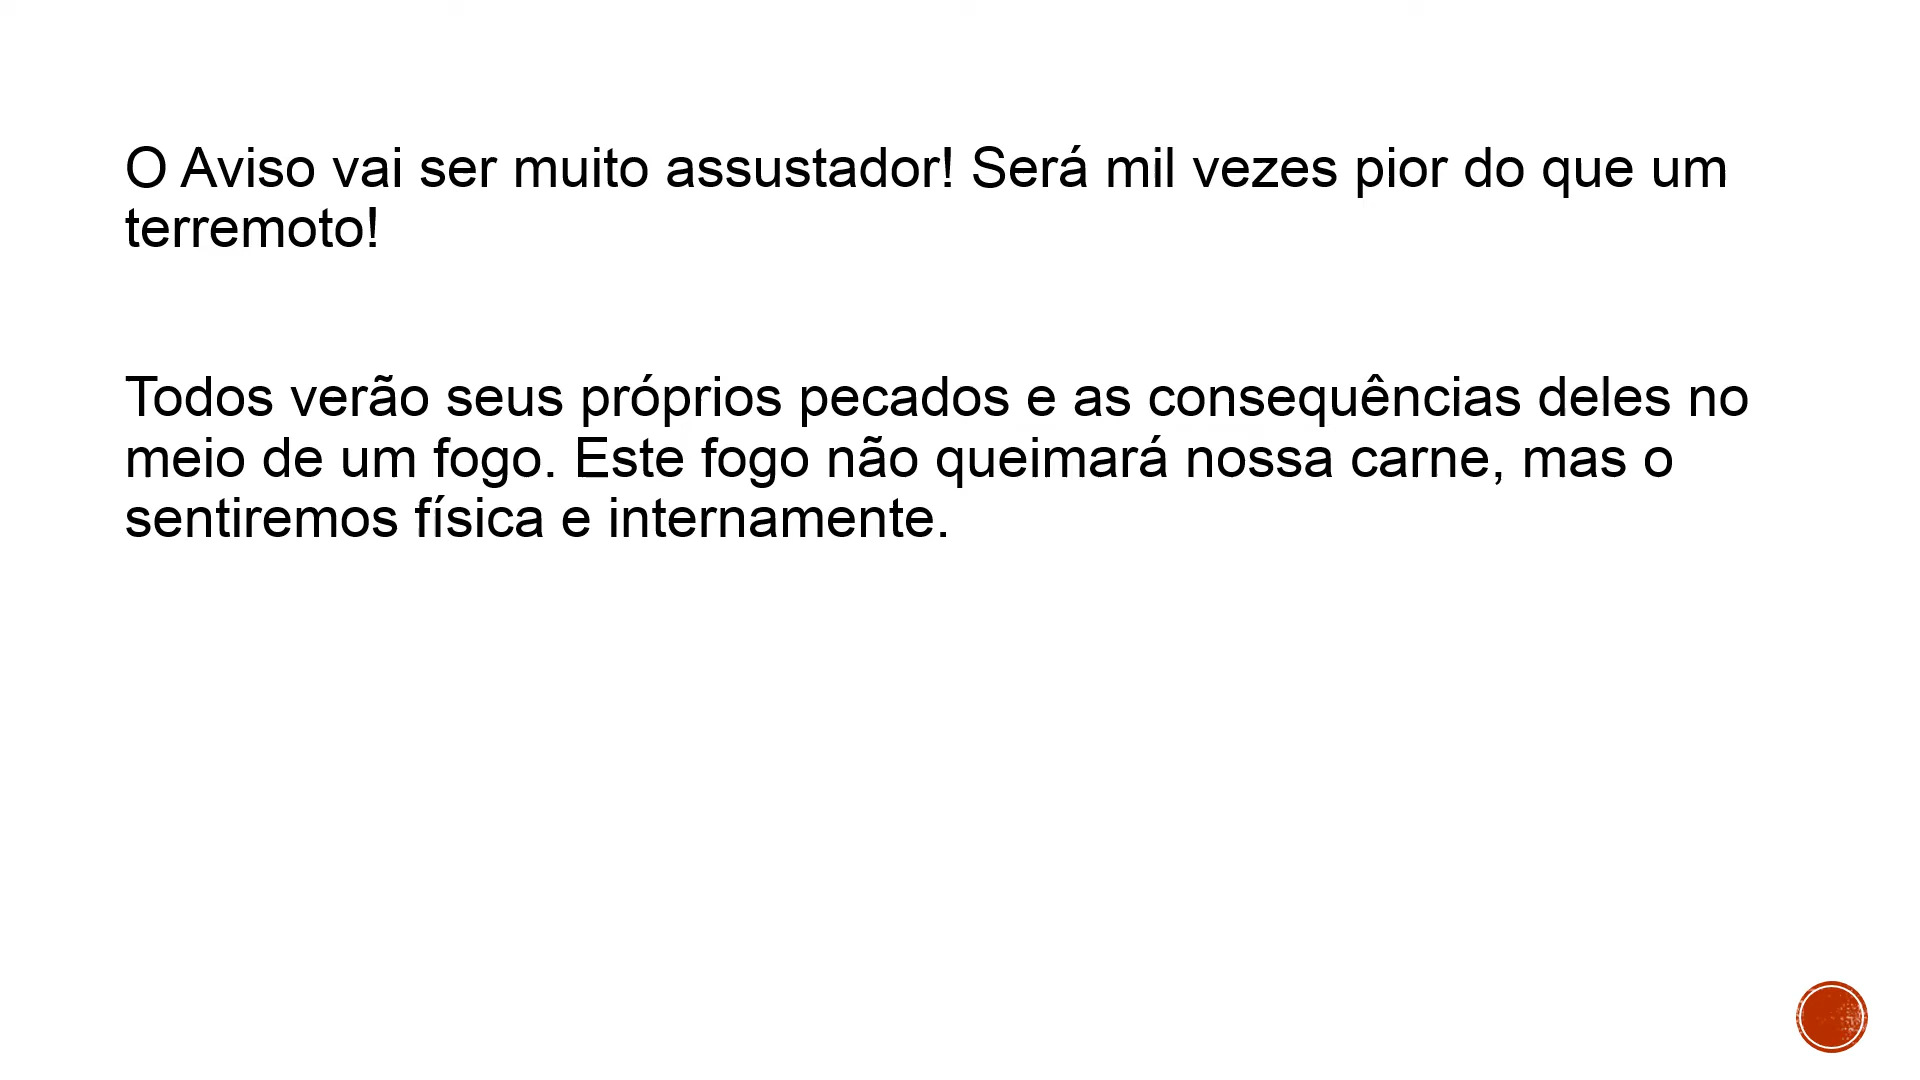 O Aviso vai ser muito assustador! Será mil vezes pior do que um
terremoto!
Todos verão seus próprios pecados e as consequências deles no
meio de um fogo. Este fogo não queimará nossa carne, mas o
sentiremos física e internamente.